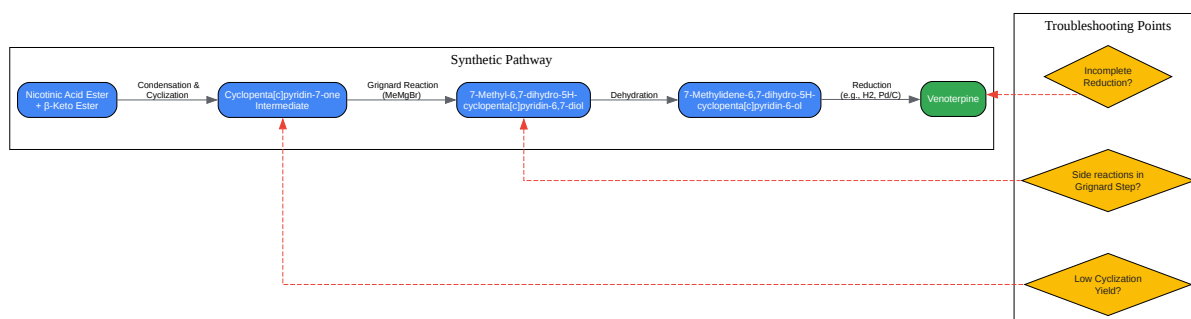 Troubleshooting Points
Synthetic Pathway
Nicotinic Acid Ester
+ β-Keto Ester
Condensation &
Cyclization
Cyclopenta[c]pyridin-7-one
Intermediate
Grignard Reaction
(MeMgBr)
7-Methyl-6,7-dihydro-5H-
cyclopenta[c]pyridin-6,7-diol
Dehydration
7-Methylidene-6,7-dihydro-5H-
cyclopenta[c]pyridin-6-ol
Reduction
(e.g., H2, Pd/C)
Venoterpine
Incomplete
Reduction?
Side reactions in
Grignard Step?
Low Cyclization
Yield?